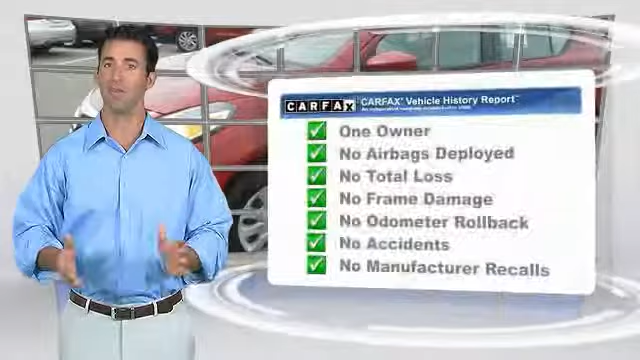 CARFAX CARFAX Vehicle History Report™
One Owner
No Airbags Deployed
No Total Loss
No Frame Damage
No Odometer Rollback
No Accidents
No Manufacturer Recalls